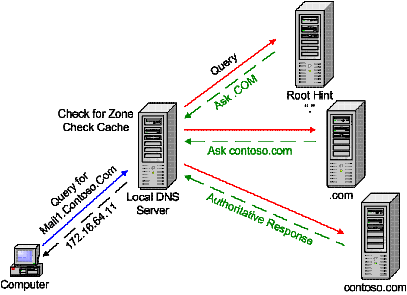 Query
Ask .COM
Root Hint
"."
Check for Zone
Check Cache
Ask contoso.com
.com
Query for
Mail1.Contoso.Com
172.16.64.11
Local DNS
Server
Authoritative Response
Computer
contoso.com